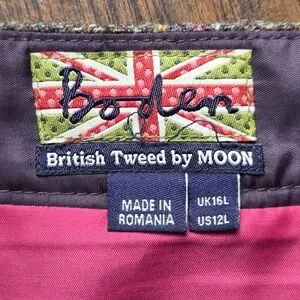 Boden
British Tweed by MOON
MADE IN
ROMANIA
UK16L
US12L